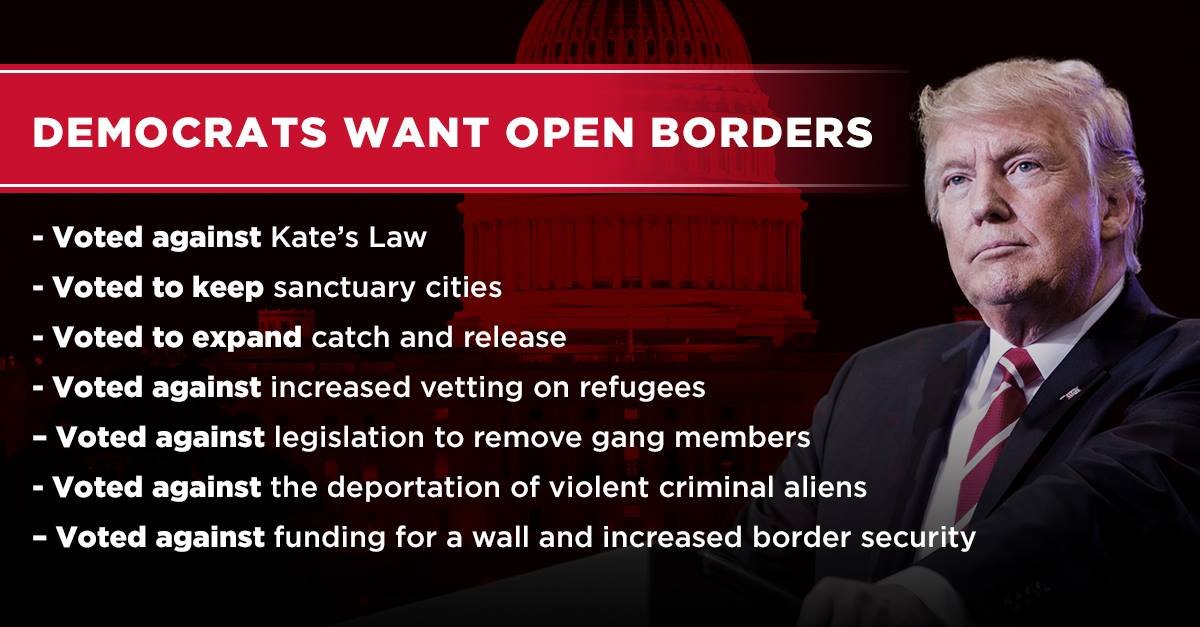 DEMOCRATS WANT OPEN BORDERS
- Voted against Kate's Law
- Voted to keep sanctuary cities
- Voted to expand catch and release
- Voted against increased vetting on refugees
– Voted against legislation to remove gang members
- Voted against the deportation of violent criminal aliens
– Voted against funding for a wall and increased border security